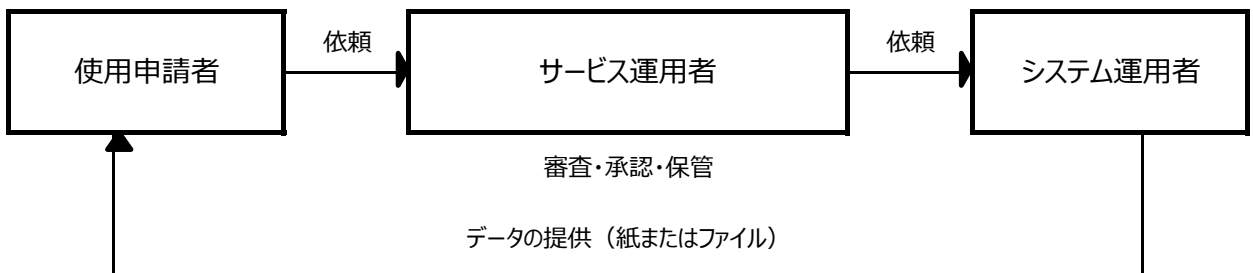 使用申請者
依頼
サービス運用者
依頼
システム運用者
審査・承認・保管
データの提供（紙またはファイル）